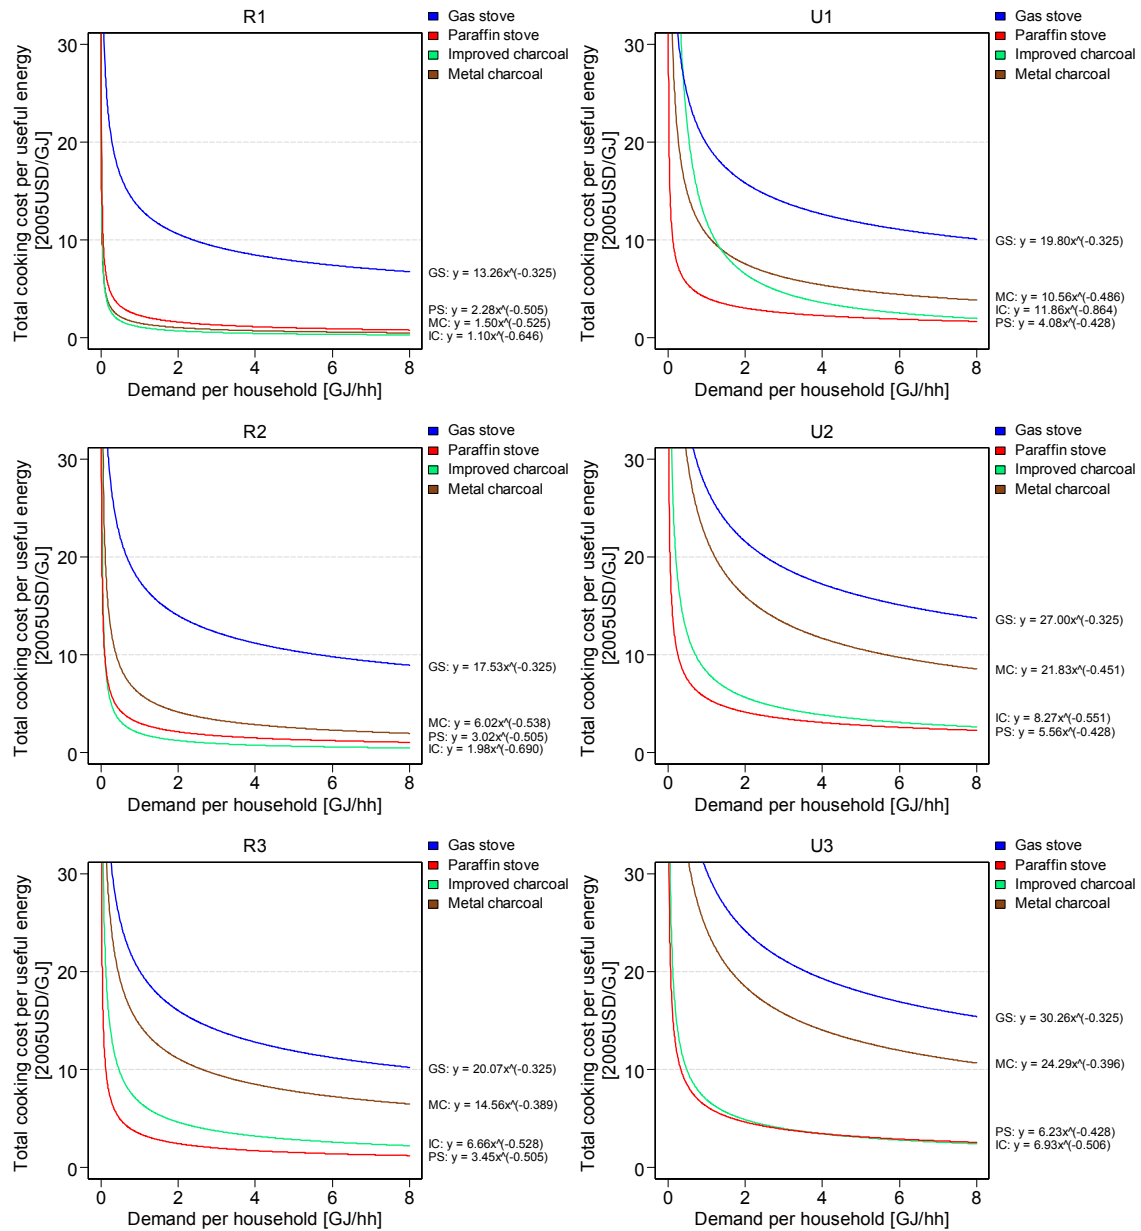 R1
Gas stove
Paraffin stove
Improved charcoal
Metal charcoal
Total cooking cost per useful energy
[2005USD/GJ]
30
20
10
0
GS: y = 13.26x^(-0.325)
PS: y = 2.28x^(-0.505)
MC: y = 1.50x^(-0.525)
IC: y = 1.10x^(-0.646)
0 2 4 6 8
Demand per household [GJ/hh]
U1
Gas stove
Paraffin stove
Improved charcoal
Metal charcoal
Total cooking cost per useful energy
[2005USD/GJ]
30
20
10
0
GS: y = 19.80x^(-0.325)
MC: y = 10.56x^(-0.486)
IC: y = 11.86x^(-0.864)
PS: y = 4.08x^(-0.428)
0 2 4 6 8
Demand per household [GJ/hh]
R2
Gas stove
Paraffin stove
Improved charcoal
Metal charcoal
Total cooking cost per useful energy
[2005USD/GJ]
30
20
10
0
GS: y = 17.53x^(-0.325)
MC: y = 6.02x^(-0.538)
PS: y = 3.02x^(-0.505)
IC: y = 1.98x^(-0.690)
0 2 4 6 8
Demand per household [GJ/hh]
U2
Gas stove
Paraffin stove
Improved charcoal
Metal charcoal
Total cooking cost per useful energy
[2005USD/GJ]
30
20
10
0
GS: y = 27.00x^(-0.325)
MC: y = 21.83x^(-0.451)
IC: y = 8.27x^(-0.551)
PS: y = 5.56x^(-0.428)
0 2 4 6 8
Demand per household [GJ/hh]
R3
Gas stove
Paraffin stove
Improved charcoal
Metal charcoal
Total cooking cost per useful energy
[2005USD/GJ]
30
20
10
0
GS: y = 20.07x^(-0.325)
MC: y = 14.56x^(-0.389)
IC: y = 6.66x^(-0.528)
PS: y = 3.45x^(-0.505)
0 2 4 6 8
Demand per household [GJ/hh]
U3
Gas stove
Paraffin stove
Improved charcoal
Metal charcoal
Total cooking cost per useful energy
[2005USD/GJ]
30
20
10
0
GS: y = 30.26x^(-0.325)
MC: y = 24.29x^(-0.396)
PS: y = 6.23x^(-0.428)
IC: y = 6.93x^(-0.506)
0 2 4 6 8
Demand per household [GJ/hh]